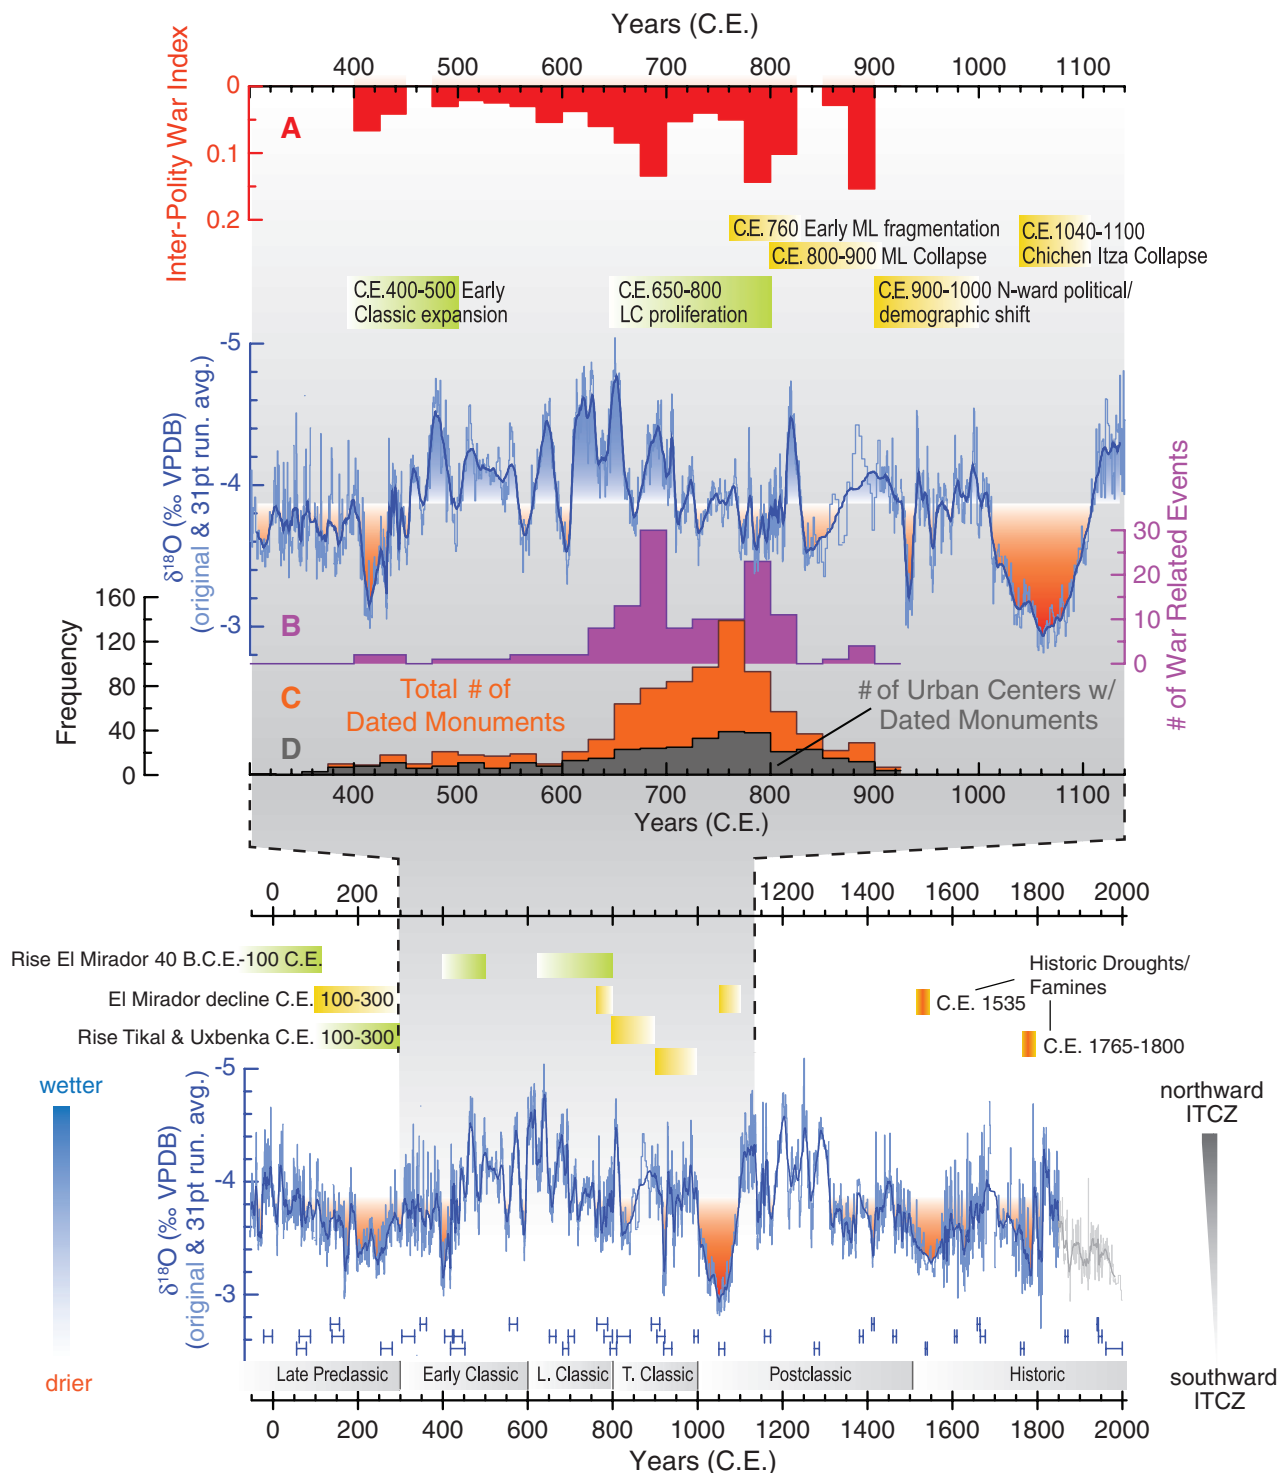 Years (C.E.)
400 500 600 700 800 900 1000 1100
Inter-Polity War Index
0
0.1
0.2
A
C.E. 760 Early ML fragmentation
C.E. 800-900 ML Collapse
C.E. 1040-1100
Chichen Itza Collapse
C.E. 400-500 Early
Classic expansion
C.E. 650-800
LC proliferation
C.E. 900-1000 N-ward political/
demographic shift
δ18O (‰ VPDB)
(original & 31pt run. avg.)
-5
-4
-3
B
# of War Related Events
30
20
10
0
Frequency
160
120
80
40
0
C
Total # of
Dated Monuments
# of Urban Centers w/
Dated Monuments
D
400 500 600 700 800 900 1000 1100
Years (C.E.)
0 200 1200 1400 1600 1800 2000
Rise El Mirador 40 B.C.E.-100 C.E.
El Mirador decline C.E. 100-300
Rise Tikal & Uxbenka C.E. 100-300
Historic Droughts/
Famines
C.E. 1535
C.E. 1765-1800
wetter
drier
δ18O (‰ VPDB)
(original & 31pt run. avg.)
-5
-4
-3
northward
ITCZ
southward
ITCZ
Late Preclassic Early Classic L. Classic T. Classic Postclassic Historic
0 200 400 600 800 1000 1200 1400 1600 1800 2000
Years (C.E.)